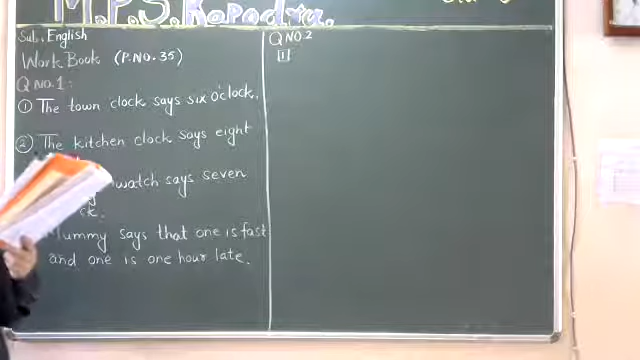 M.P.S. Kapodra.
Sub. English
Work Book (P.NO. 35)
Q NO.1:
① The town clock says six o'clock.
② The kitchen clock says eight
watch says seven
ck.
Mummy says that one is fast
and one is one hour late.
Q NO.2
1